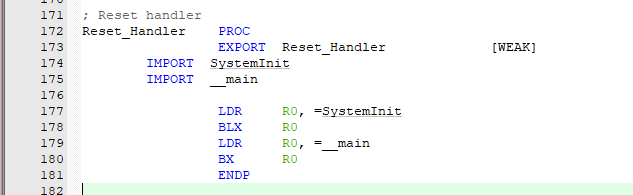 171 ; Reset handler
172 Reset_Handler PROC
173 EXPORT Reset_Handler [WEAK]
174 IMPORT SystemInit
175 IMPORT __main
176
177 LDR R0, =SystemInit
178 BLX R0
179 LDR R0, =__main
180 BX R0
181 ENDP
182